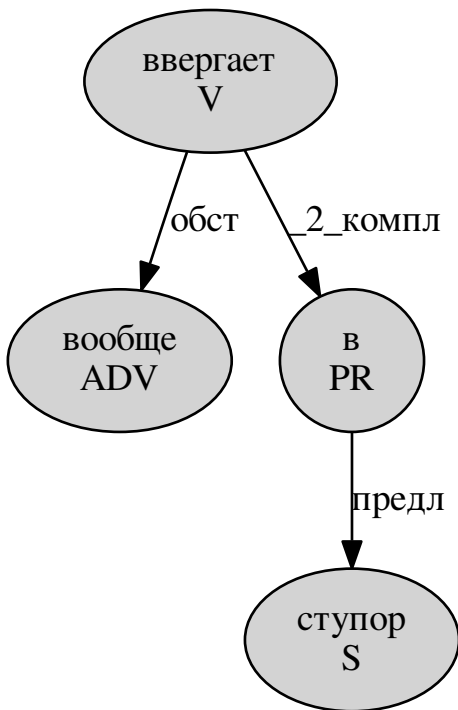 ввергает
V
обст
_2_компл
вообще
ADV
в
PR
предл
ступор
S